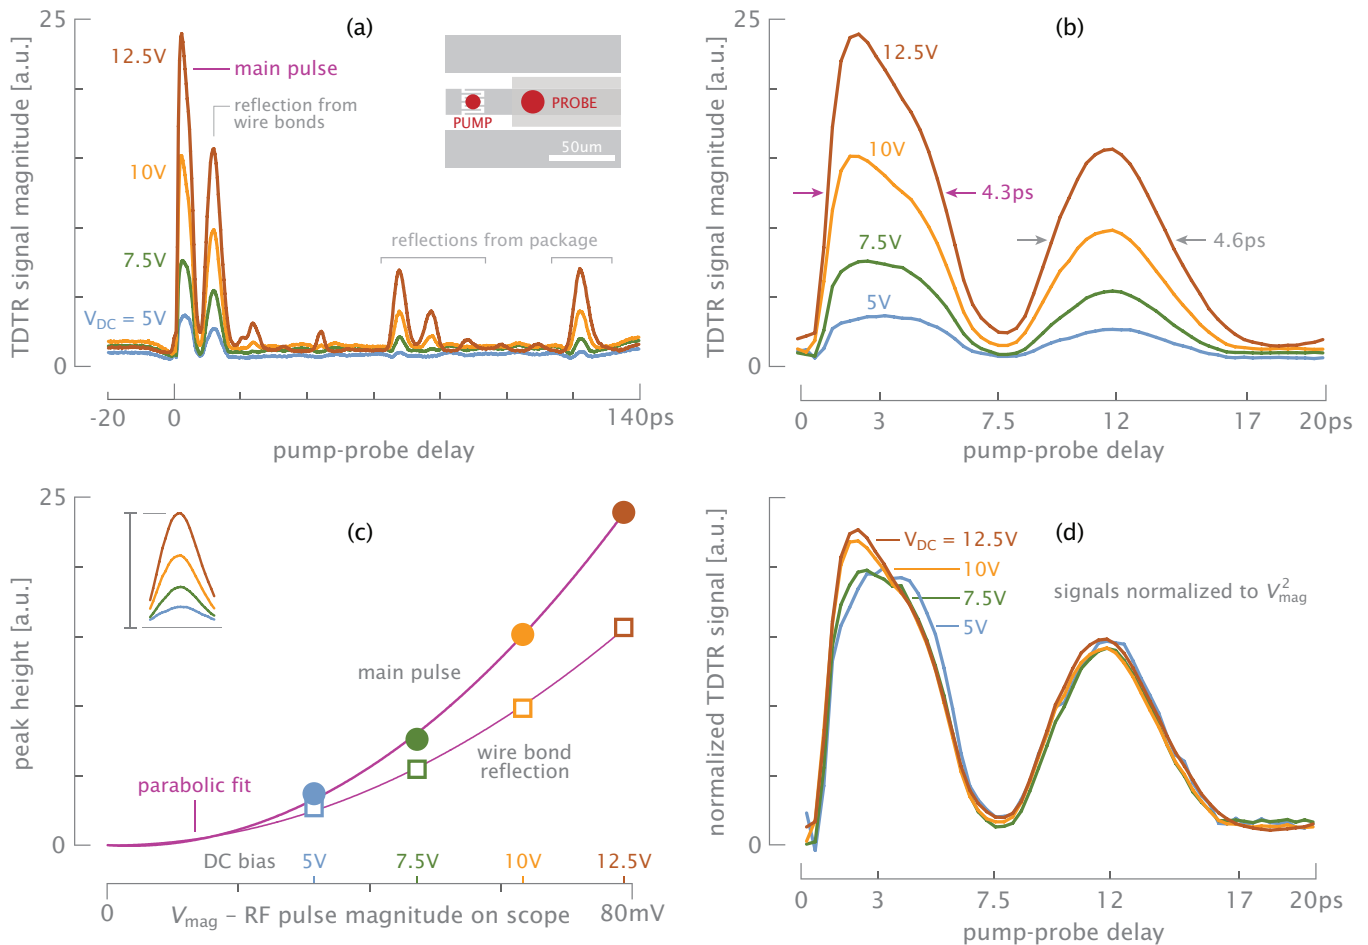 25
(a)
12.5V
main pulse
reflection from
wire bonds
PROBE
PUMP
50um
10V
7.5V
reflections from package
V_DC = 5V
TDTR signal magnitude [a.u.]
0
-20
0
140ps
pump-probe delay
25
(b)
12.5V
10V
4.3ps
7.5V
4.6ps
5V
TDTR signal magnitude [a.u.]
0
0
3
7.5
12
17
20ps
pump-probe delay
25
(c)
main pulse
wire bond
reflection
parabolic fit
peak height [a.u.]
0
DC bias
5V
7.5V
10V
12.5V
0
V_mag – RF pulse magnitude on scope
80mV
(d)
V_DC = 12.5V
10V
7.5V
5V
signals normalized to V²_mag
normalized TDTR signal [a.u.]
0
0
3
7.5
12
17
20ps
pump-probe delay